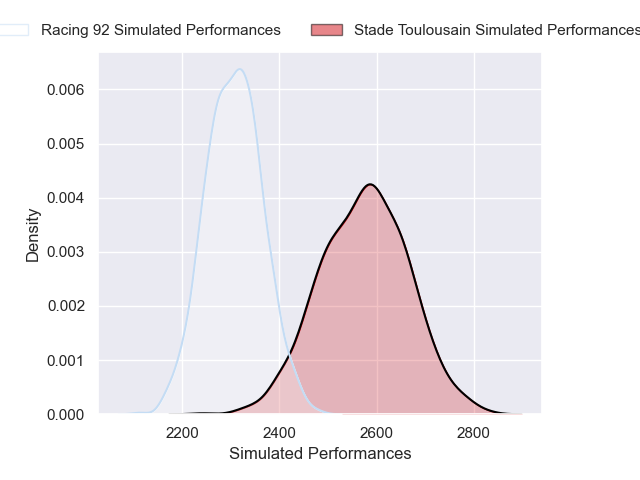 Racing 92 Simulated Performances
Stade Toulousain Simulated Performances
0.006
0.005
0.004
0.003
0.002
0.001
0.000
Density
2200
2400
2600
2800
Simulated Performances